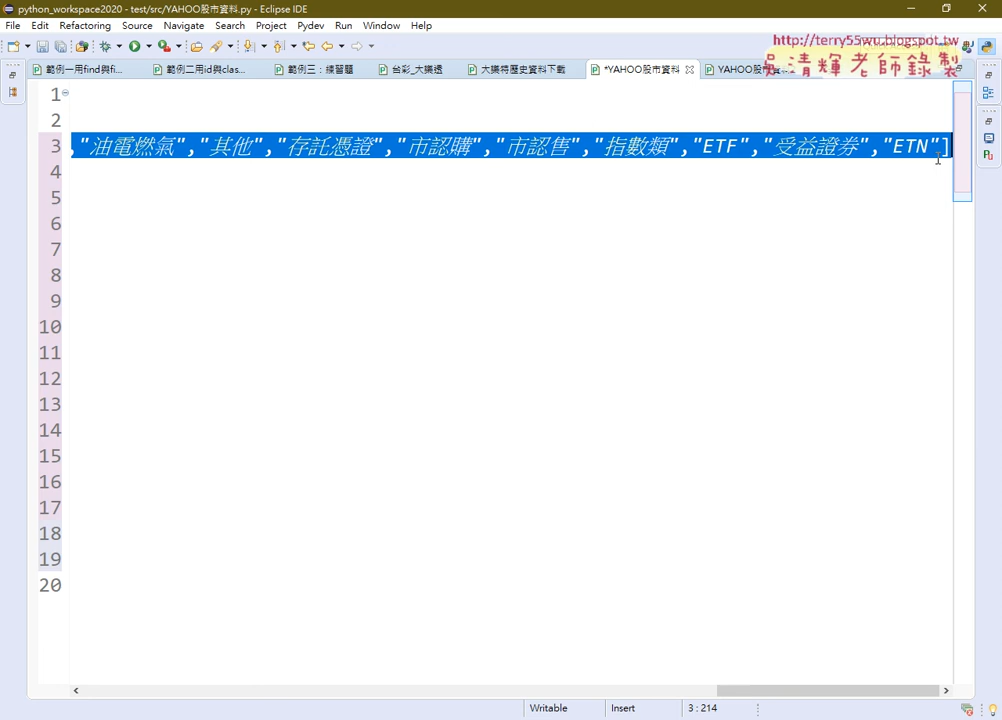 python_workspace2020 - test/src/YAHOO股市資料.py - Eclipse IDE
File Edit Refactoring Source Navigate Search Project Pydev Run Window Help
http://terry55wu.blogspot.tw
吳清輝老師錄製
範例一用find與fi... 範例二用id與clas... 範例三：練習題 台彩_大樂透 大樂特歷史資料下載 *YAHOO股市資料 YAHOO股
1
2
3 ,"油電燃氣","其他","存託憑證","市認購","市認售","指數類","ETF","受益證券","ETN"]
4
5
6
7
8
9
10
11
12
13
14
15
16
17
18
19
20
Writable Insert 3 : 214